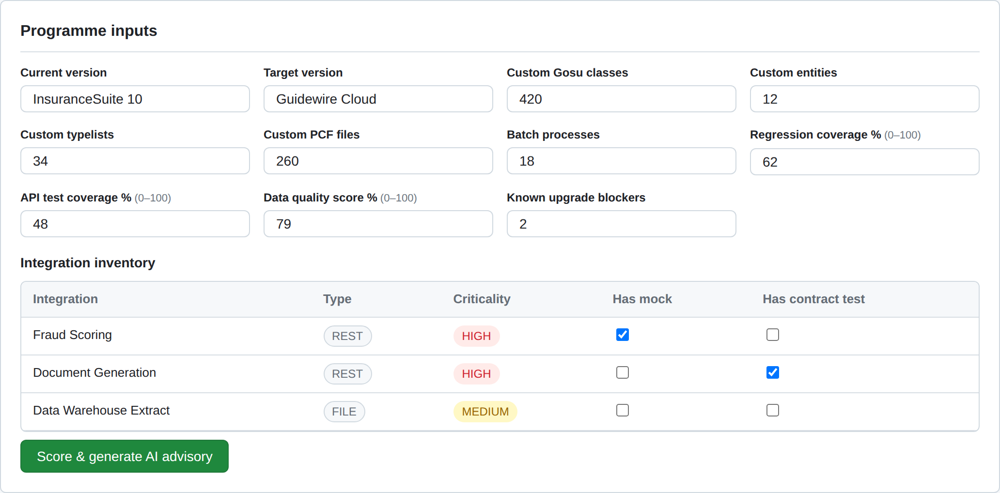 Programme inputs
Current version
Target version
Custom Gosu classes
Custom entities
InsuranceSuite 10
Guidewire Cloud
420
12
Custom typelists
Custom PCF files
Batch processes
Regression coverage % (0–100)
34
260
18
62
API test coverage % (0–100)
Data quality score % (0–100)
Known upgrade blockers
48
79
2
Integration inventory
Integration Type Criticality Has mock Has contract test
Fraud Scoring REST HIGH
Document Generation REST HIGH
Data Warehouse Extract FILE MEDIUM
Score & generate AI advisory